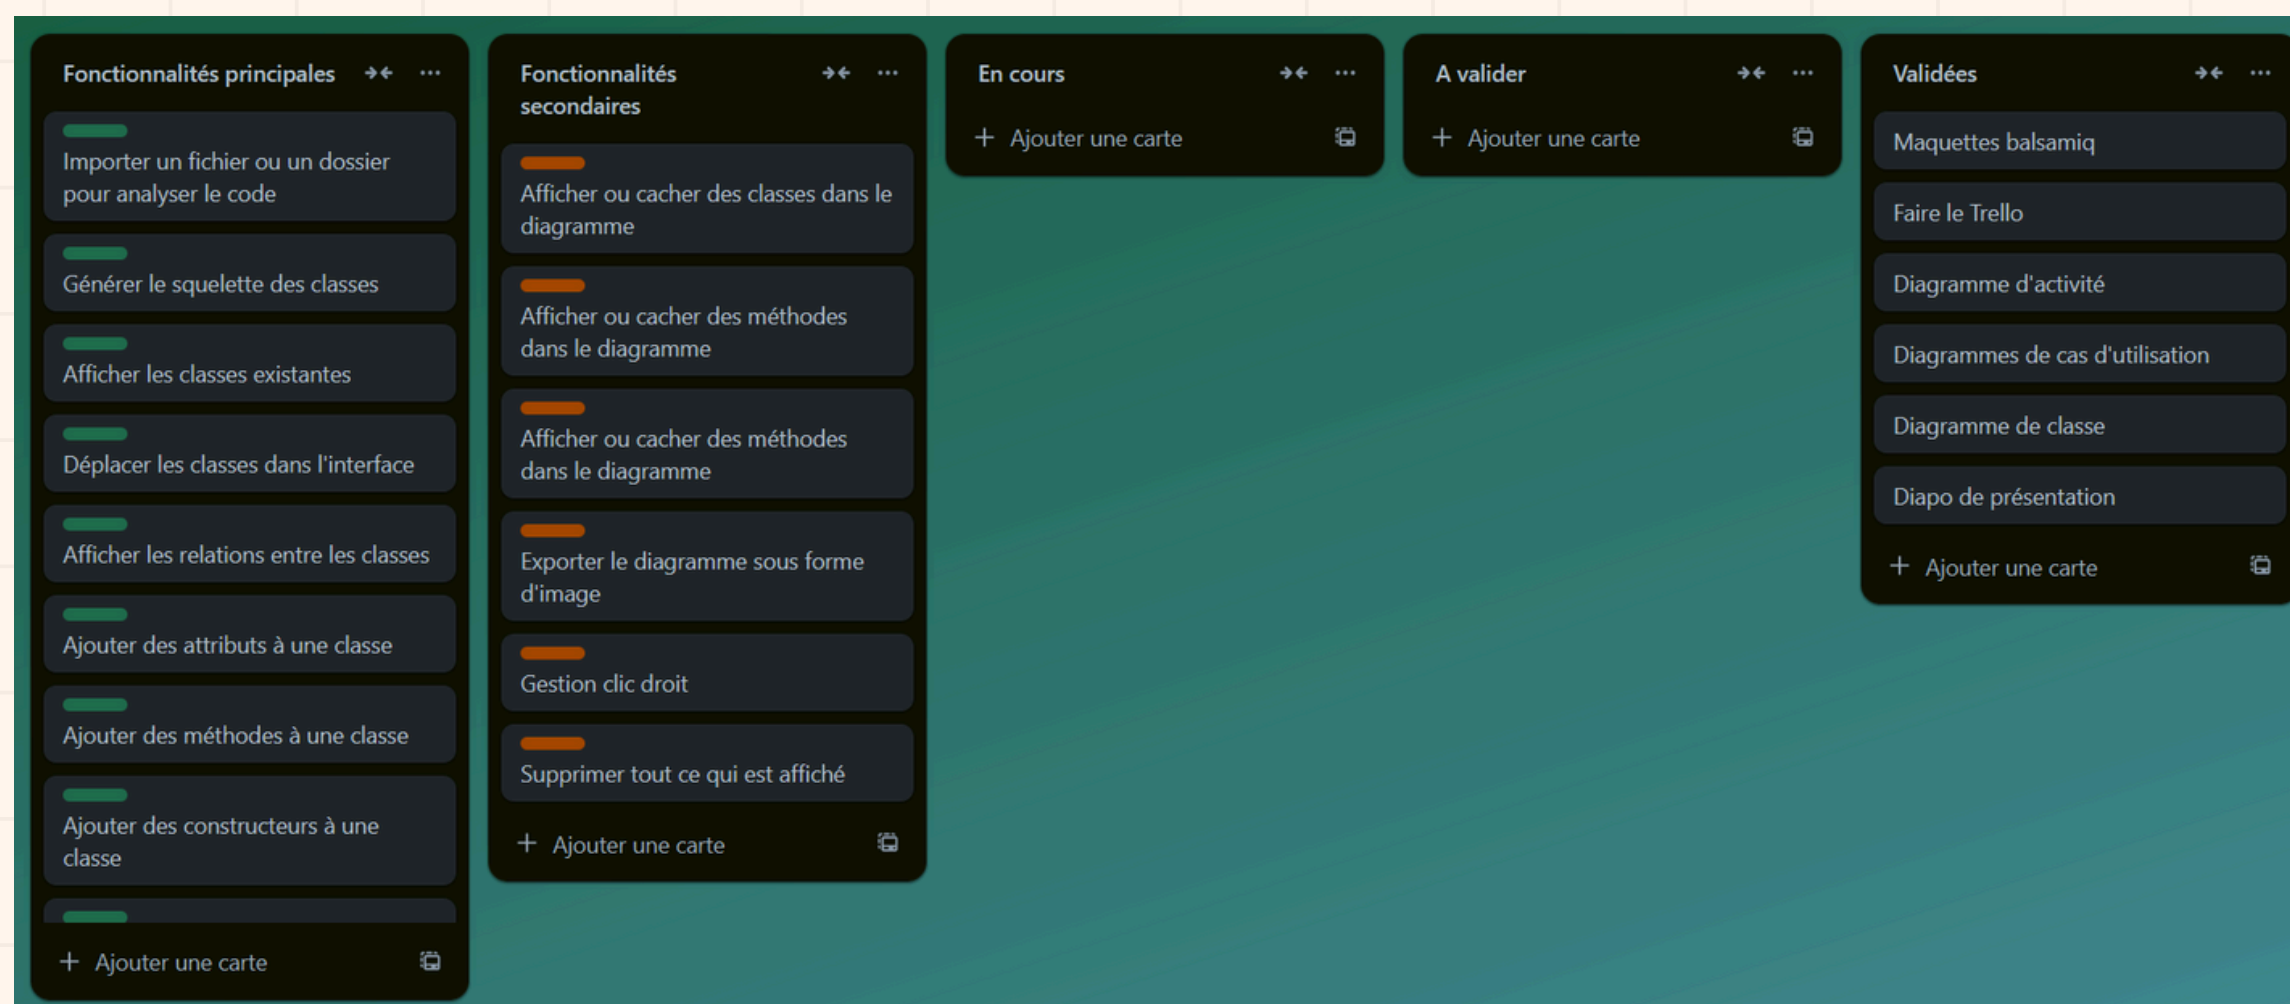 Fonctionnalités principales
Importer un fichier ou un dossier
pour analyser le code
Générer le squelette des classes
Afficher les classes existantes
Déplacer les classes dans l'interface
Afficher les relations entre les classes
Ajouter des attributs à une classe
Ajouter des méthodes à une classe
Ajouter des constructeurs à une
classe
Ajouter une carte
Fonctionnalités
secondaires
Afficher ou cacher des classes dans le
diagramme
Afficher ou cacher des méthodes
dans le diagramme
Afficher ou cacher des méthodes
dans le diagramme
Exporter le diagramme sous forme
d'image
Gestion clic droit
Supprimer tout ce qui est affiché
Ajouter une carte
En cours
Ajouter une carte
A valider
Ajouter une carte
Validées
Maquettes balsamiq
Faire le Trello
Diagramme d'activité
Diagrammes de cas d'utilisation
Diagramme de classe
Diapo de présentation
Ajouter une carte